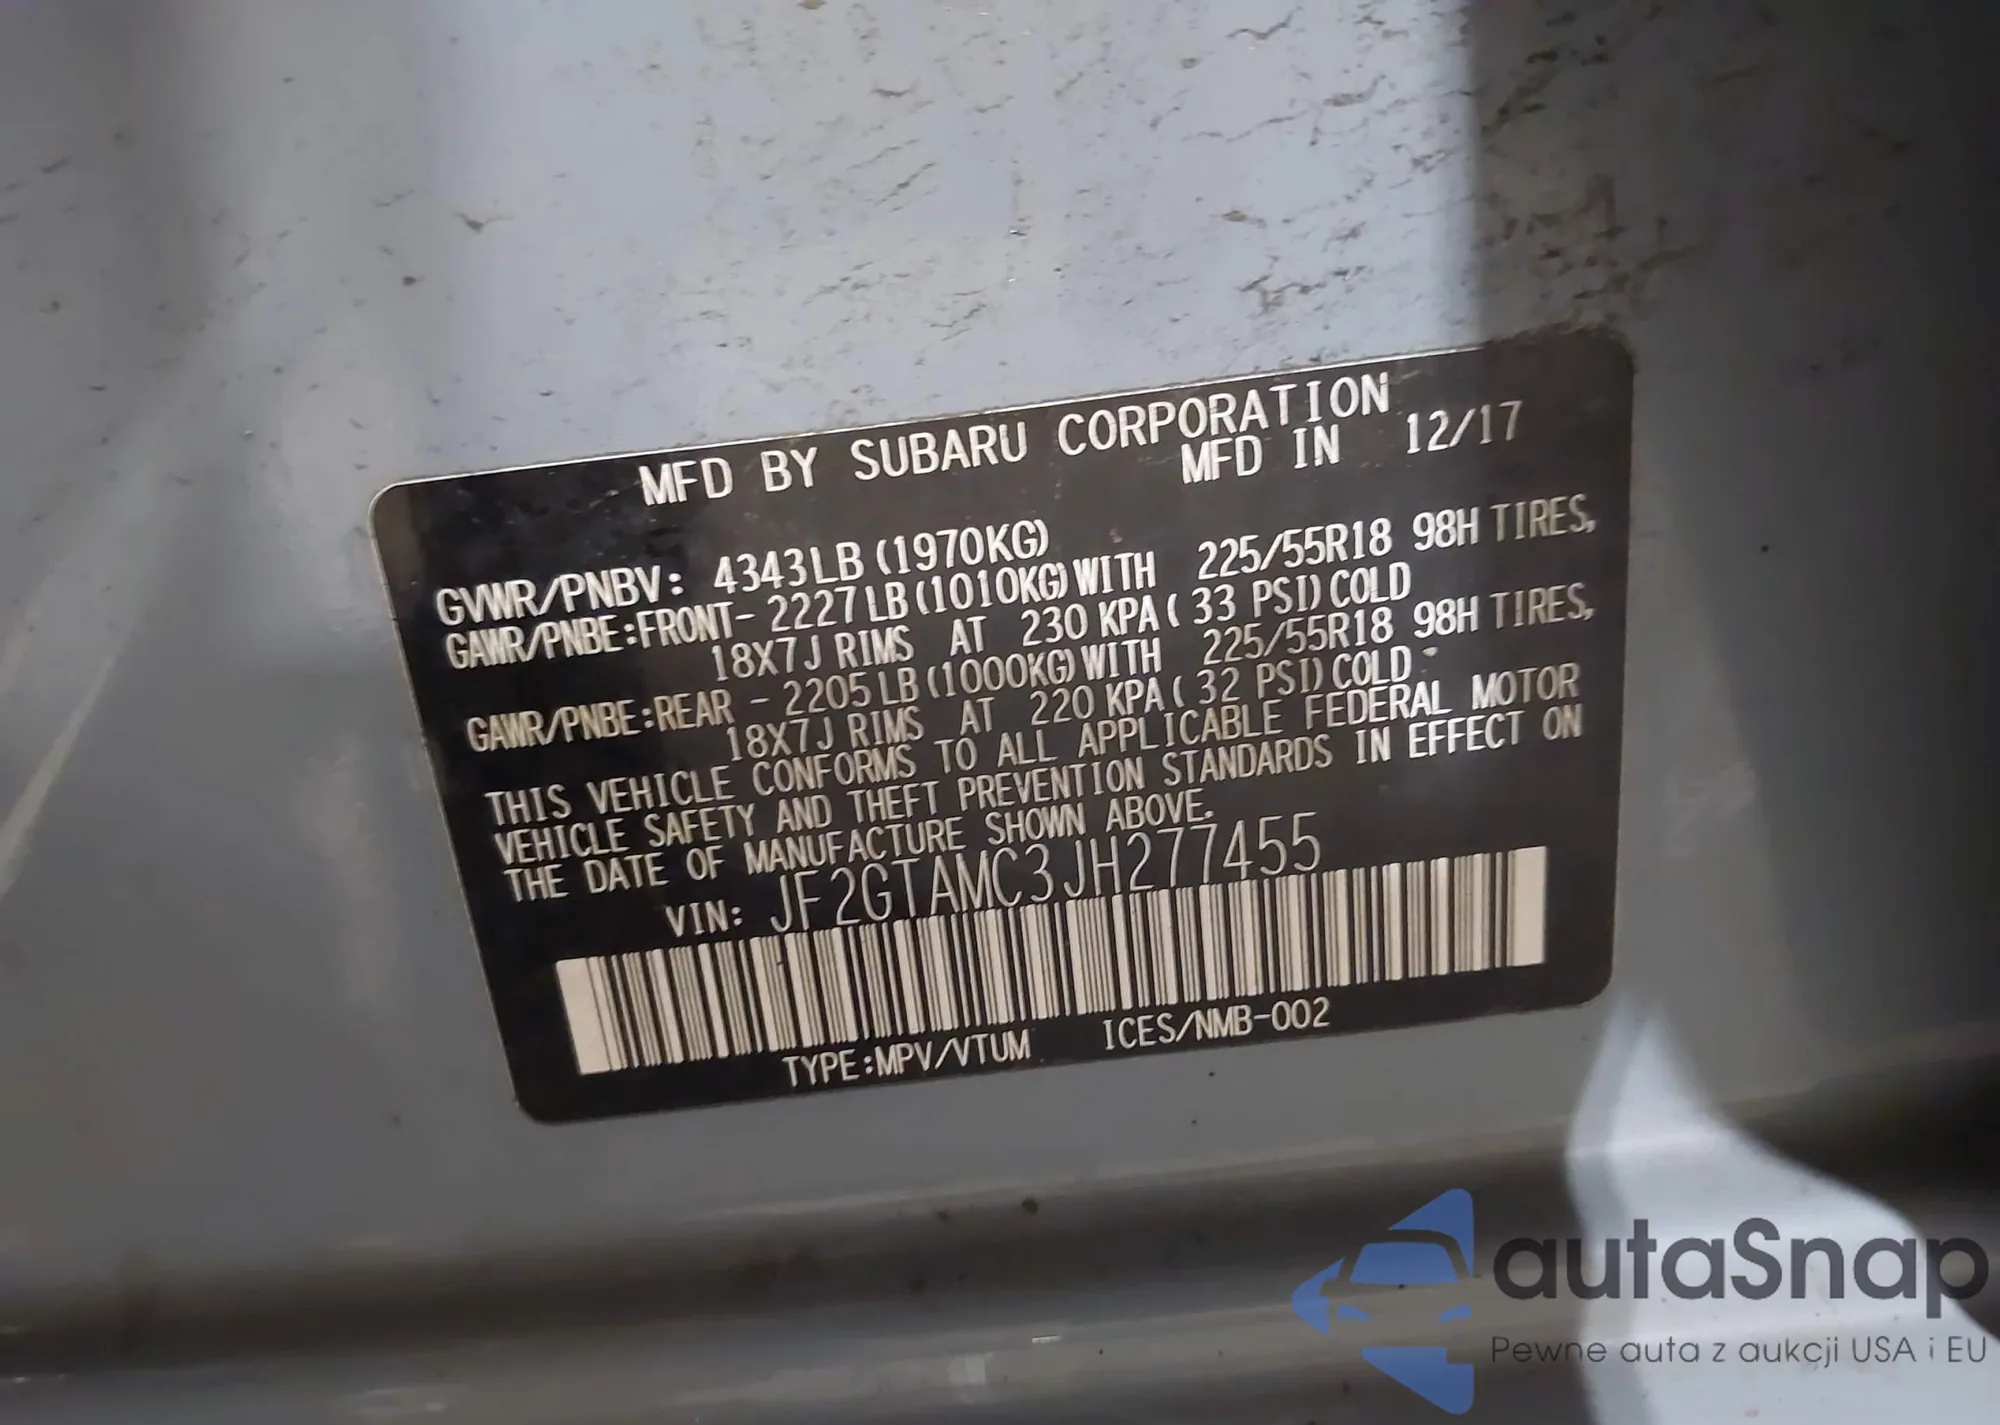 MFD BY SUBARU CORPORATION
MFD IN 12/17
GVWR/PNBV: 4343LB (1970KG)
GAWR/PNBE:FRONT- 2227LB(1010KG)WITH 225/55R18 98H TIRES,
18X7J RIMS AT 230 KPA( 33 PSI)COLD
GAWR/PNBE:REAR - 2205LB(1000KG)WITH 225/55R18 98H TIRES,
18X7J RIMS AT 220 KPA( 32 PSI)COLD
THIS VEHICLE CONFORMS TO ALL APPLICABLE FEDERAL MOTOR
VEHICLE SAFETY AND THEFT PREVENTION STANDARDS IN EFFECT ON
THE DATE OF MANUFACTURE SHOWN ABOVE.
VIN: JF2GTAMC3JH277455
TYPE:MPV/VTUM ICES/NMB-002
autaSnap
Pewne auta z aukcji USA i EU